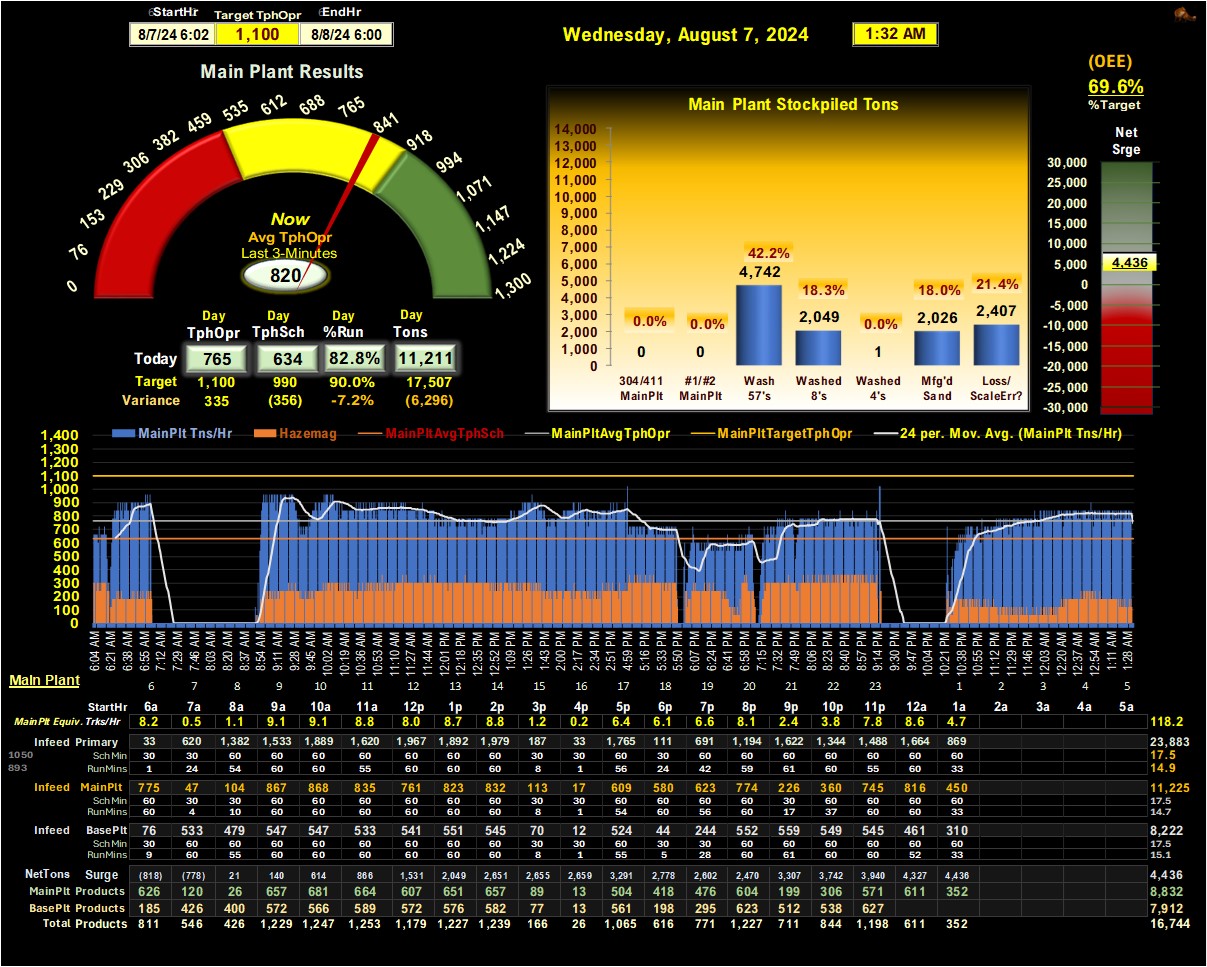 StartHr Target TphOpr EndHr
8/7/24 6:02 1,100 8/8/24 6:00
Wednesday, August 7, 2024 1:32 AM
(OEE)
69.6%
%Target
Main Plant Results
0 76 153 229 306 382 459 535 612 688 765 841 918 994 1,071 1,147 1,224 1,300
Now
Avg TphOpr
Last 3-Minutes
820
Day Day Day Day
TphOpr TphSch %Run Tons
Today 765 634 82.8% 11,211
Target 1,100 990 90.0% 17,507
Variance 335 (356) -7.2% (6,296)
Main Plant Stockpiled Tons
14,000
13,000
12,000
11,000
10,000
9,000
8,000
7,000
6,000
5,000
4,000
3,000
2,000
1,000
0
0.0% 0.0% 42.2% 18.3% 0.0% 18.0% 21.4%
0 0 4,742 2,049 1 2,026 2,407
304/411 #1/#2 Wash Washed Washed Mfg'd Loss/
MainPlt MainPlt 57's 8's 4's Sand ScaleErr?
Net
Srge
30,000
25,000
20,000
15,000
10,000
5,000
0
-5,000
-10,000
-15,000
-20,000
-25,000
-30,000
4,436
MainPlt Tns/Hr Hazemag MainPltAvgTphSch MainPltAvgTphOpr MainPltTargetTphOpr 24 per. Mov. Avg. (MainPlt Tns/Hr)
1,400
1,300
1,200
1,100
1,000
900
800
700
600
500
400
300
200
100
0
6:04 AM 6:21 AM 6:38 AM 6:55 AM 7:12 AM 7:29 AM 7:46 AM 8:03 AM 8:20 AM 8:37 AM 8:54 AM 9:11 AM 9:28 AM 9:45 AM 10:02 AM 10:19 AM 10:36 AM 10:53 AM 11:10 AM 11:27 AM 11:44 AM 12:01 PM 12:18 PM 12:35 PM 12:52 PM 1:09 PM 1:26 PM 1:43 PM 2:00 PM 2:17 PM 2:34 PM 2:51 PM 4:59 PM 5:16 PM 5:33 PM 5:50 PM 6:07 PM 6:24 PM 6:41 PM 6:58 PM 7:15 PM 7:32 PM 7:49 PM 8:06 PM 8:23 PM 8:40 PM 8:57 PM 9:14 PM 9:30 PM 9:47 PM 10:04 PM 10:21 PM 10:38 PM 10:55 PM 11:12 PM 11:29 PM 11:46 PM 12:03 AM 12:20 AM 12:37 AM 12:54 AM 1:11 AM 1:28 AM
Main Plant 6 7 8 9 10 11 12 13 14 15 16 17 18 19 20 21 22 23 1 2 3 4 5
StartHr 6a 7a 8a 9a 10a 11a 12p 1p 2p 3p 4p 5p 6p 7p 8p 9p 10p 11p 12a 1a 2a 3a 4a 5a
MainPlt Equiv. Trks/Hr 8.2 0.5 1.1 9.1 9.1 8.8 8.0 8.7 8.8 1.2 0.2 6.4 6.1 6.6 8.1 2.4 3.8 7.8 8.6 4.7 118.2
Infeed Primary 33 620 1,382 1,533 1,889 1,620 1,967 1,892 1,979 187 33 1,765 111 691 1,194 1,622 1,344 1,488 1,664 869 23,883
1050 Sch Min 30 30 60 60 60 60 60 60 60 30 30 60 30 60 60 60 60 60 60 60 17.5
893 RunMins 1 24 54 60 60 55 60 60 60 8 1 56 24 42 59 61 60 55 60 33 14.9
Infeed MainPlt 775 47 104 867 868 835 761 823 832 113 17 609 580 623 774 226 360 745 816 450 11,225
Sch Min 60 30 30 60 60 60 60 60 60 30 30 60 60 60 60 30 60 60 60 60 17.5
RunMins 60 4 10 60 60 60 60 60 60 8 1 54 60 56 60 17 37 60 60 33 14.7
Infeed BasePlt 76 533 479 547 547 533 541 551 545 70 12 524 44 244 552 559 549 545 461 310 8,222
Sch Min 30 60 60 60 60 60 60 60 60 30 30 60 30 60 60 60 60 60 60 60 17.5
RunMins 9 60 55 60 60 60 60 60 60 8 1 55 5 28 60 61 60 60 52 33 15.1
NetTons Surge (818) (778) 21 140 614 866 1,531 2,049 2,651 2,655 2,659 3,291 2,778 2,602 2,470 3,307 3,742 3,940 4,327 4,436 4,436
MainPlt Products 626 120 26 657 681 664 607 651 657 89 13 504 418 476 604 199 306 571 611 352 8,832
BasePlt Products 185 426 400 572 566 589 572 576 582 77 13 561 198 295 623 512 538 627 7,912
Total Products 811 546 426 1,229 1,247 1,253 1,179 1,227 1,239 166 26 1,065 616 771 1,227 711 844 1,198 611 352 16,744